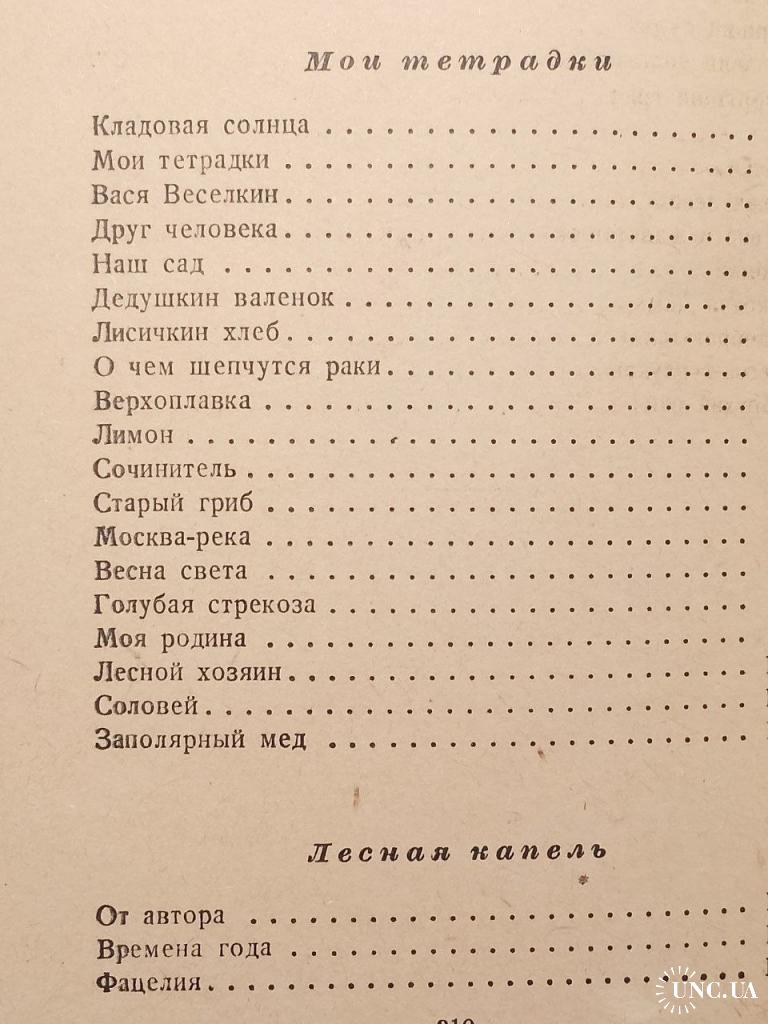 Мои тетрадки
Кладовая солнца
Мои тетрадки
Вася Веселкин
Друг человека
Наш сад
Дедушкин валенок
Лисичкин хлеб
О чем шепчутся раки
Верхоплавка
Лимон
Сочинитель
Старый гриб
Москва-река
Весна света
Голубая стрекоза
Моя родина
Лесной хозяин
Соловей
Заполярный мед
Лесная капель
От автора
Времена года
Фацелия
UNC.UA